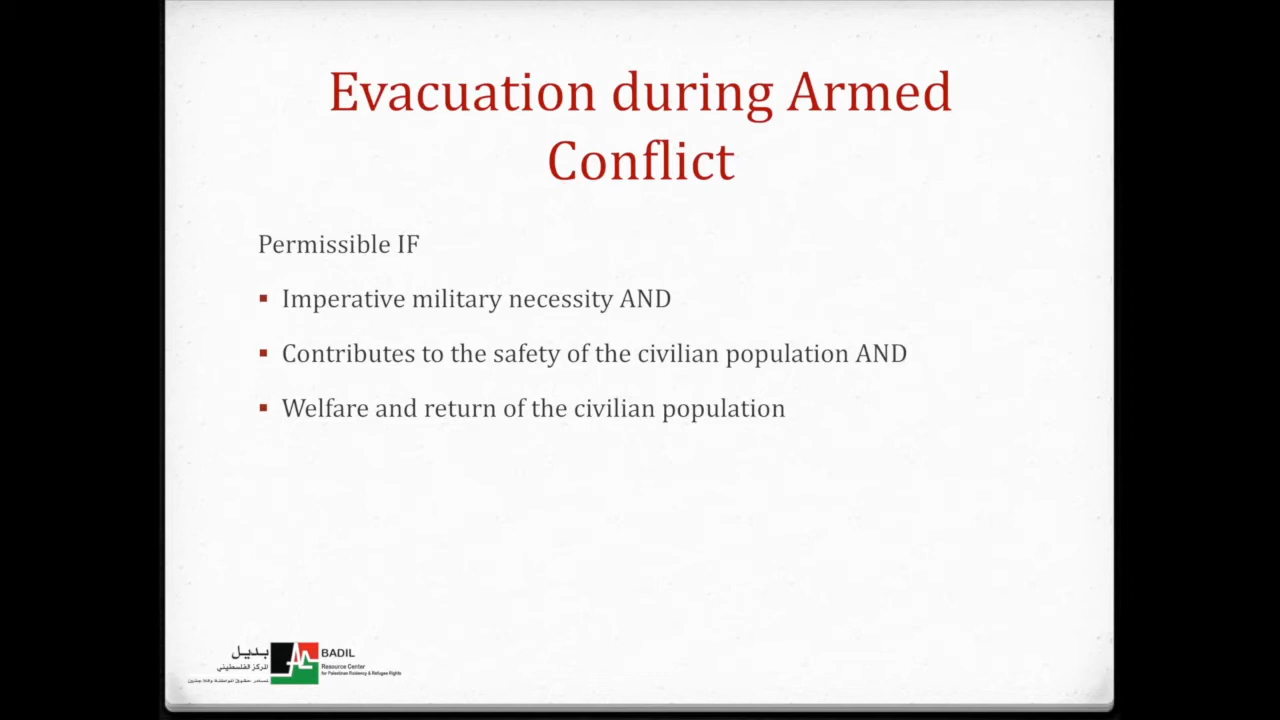 Evacuation during Armed
Conflict
Permissible IF
▪ Imperative military necessity AND
▪ Contributes to the safety of the civilian population AND
▪ Welfare and return of the civilian population
بديل
المركز الفلسطيني
BADIL
Resource Center
for Palestinian Residency & Refugee Rights